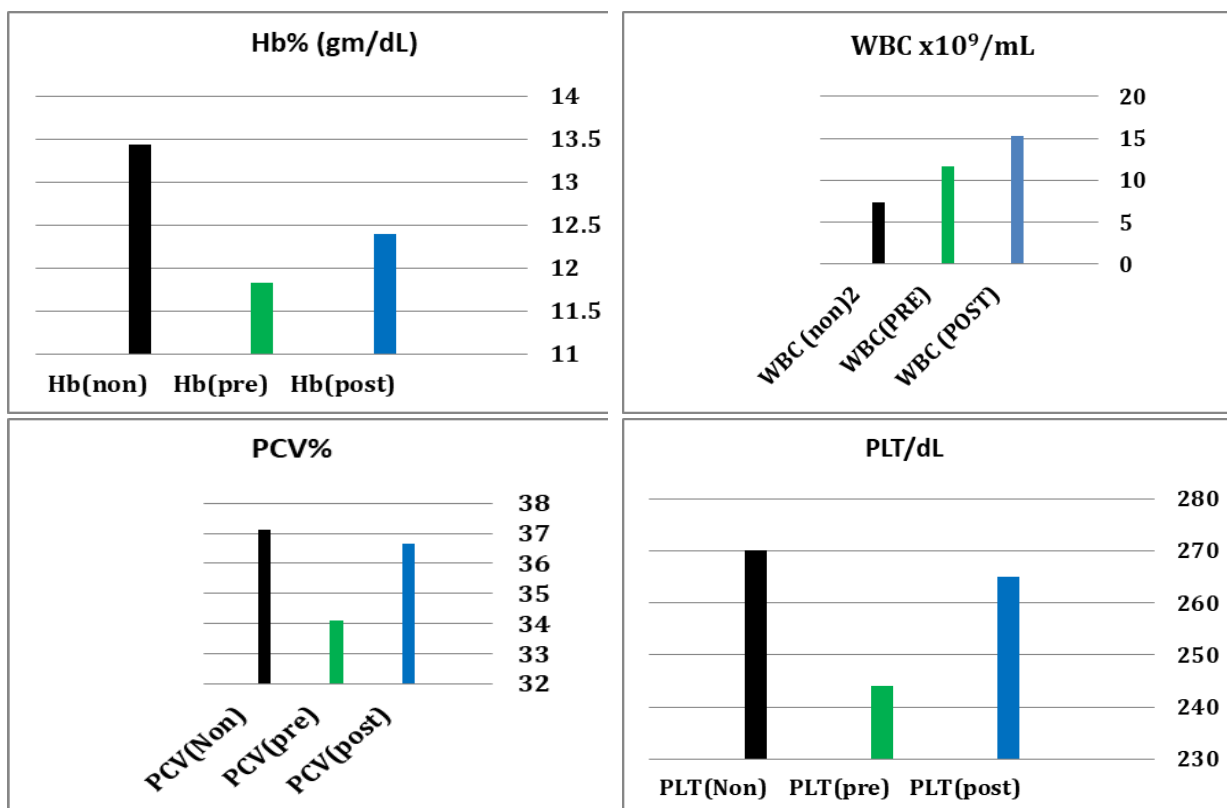 Hb% (gm/dL)
14
13.5
13
12.5
12
11.5
11
Hb(non) Hb(pre) Hb(post)
WBC x10⁹/mL
20
15
10
5
0
WBC (non)2
WBC(PRE)
WBC (POST)
PCV%
38
37
36
35
34
33
32
PCV(Non)
PCV(pre)
PCV(post)
PLT/dL
280
270
260
250
240
230
PLT(Non) PLT(pre) PLT(post)